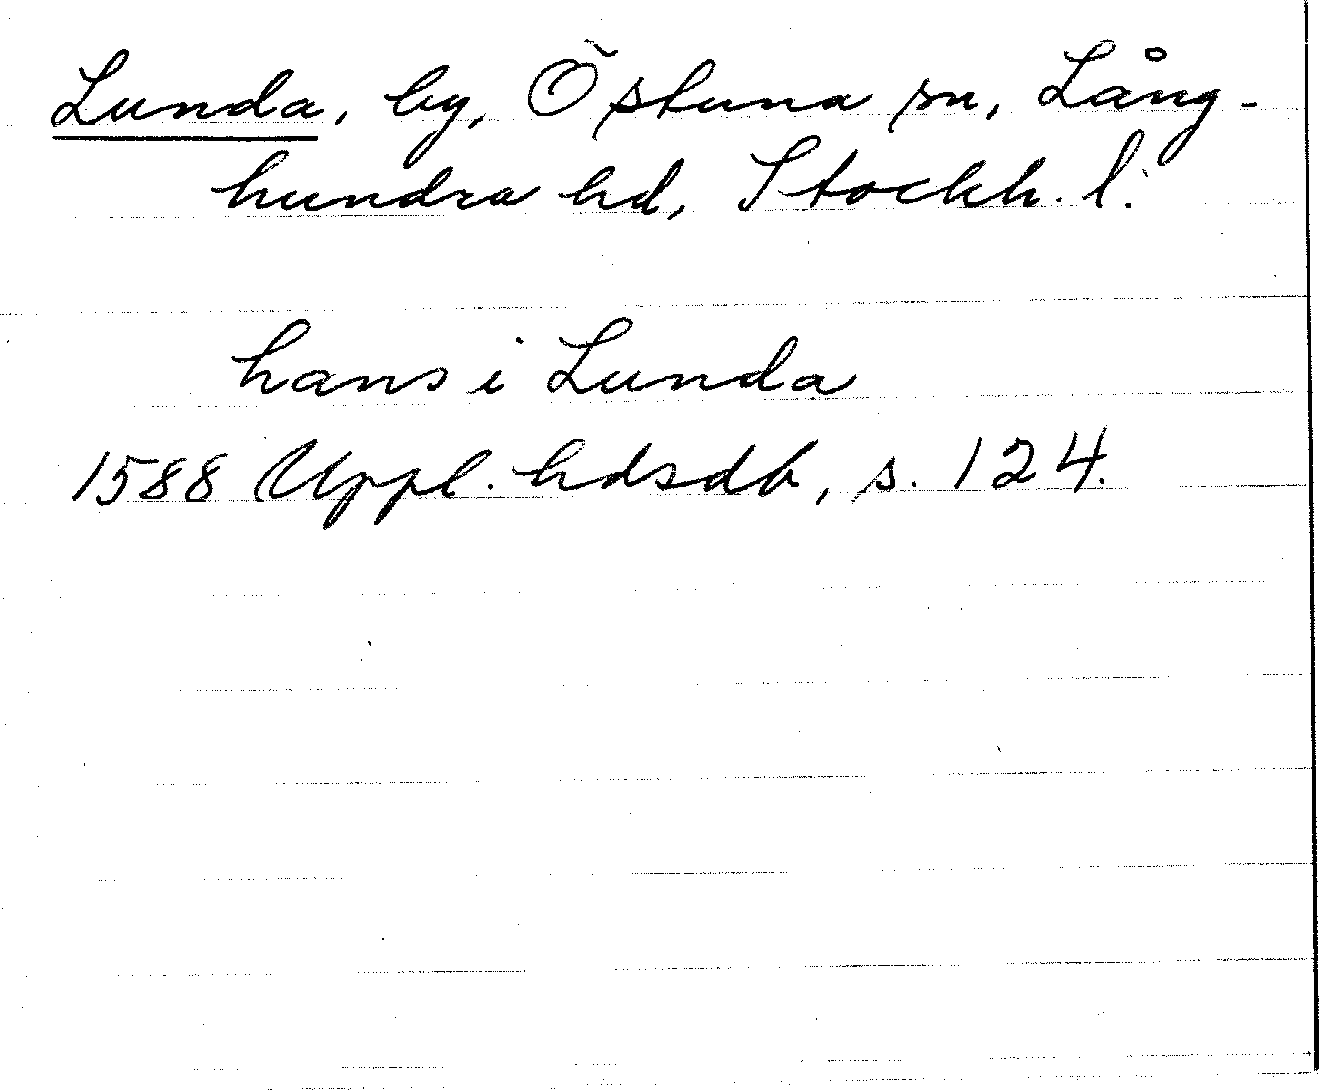 Lunda, by, Östuna sn, Lång-
hundra hd, Stockh. l.
hans i Lunda
1588 Uppl. hdsdb, s. 124.